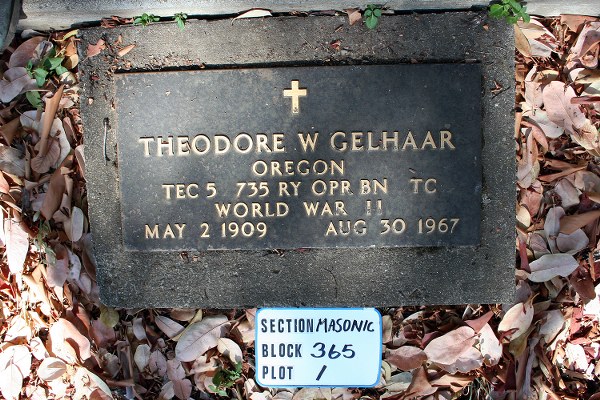 THEODORE W GELHAAR
OREGON
TEC 5 735 RY OPR BN TC
WORLD WAR II
MAY 2 1909 AUG 30 1967
SECTION MASONIC
BLOCK 365
PLOT 1